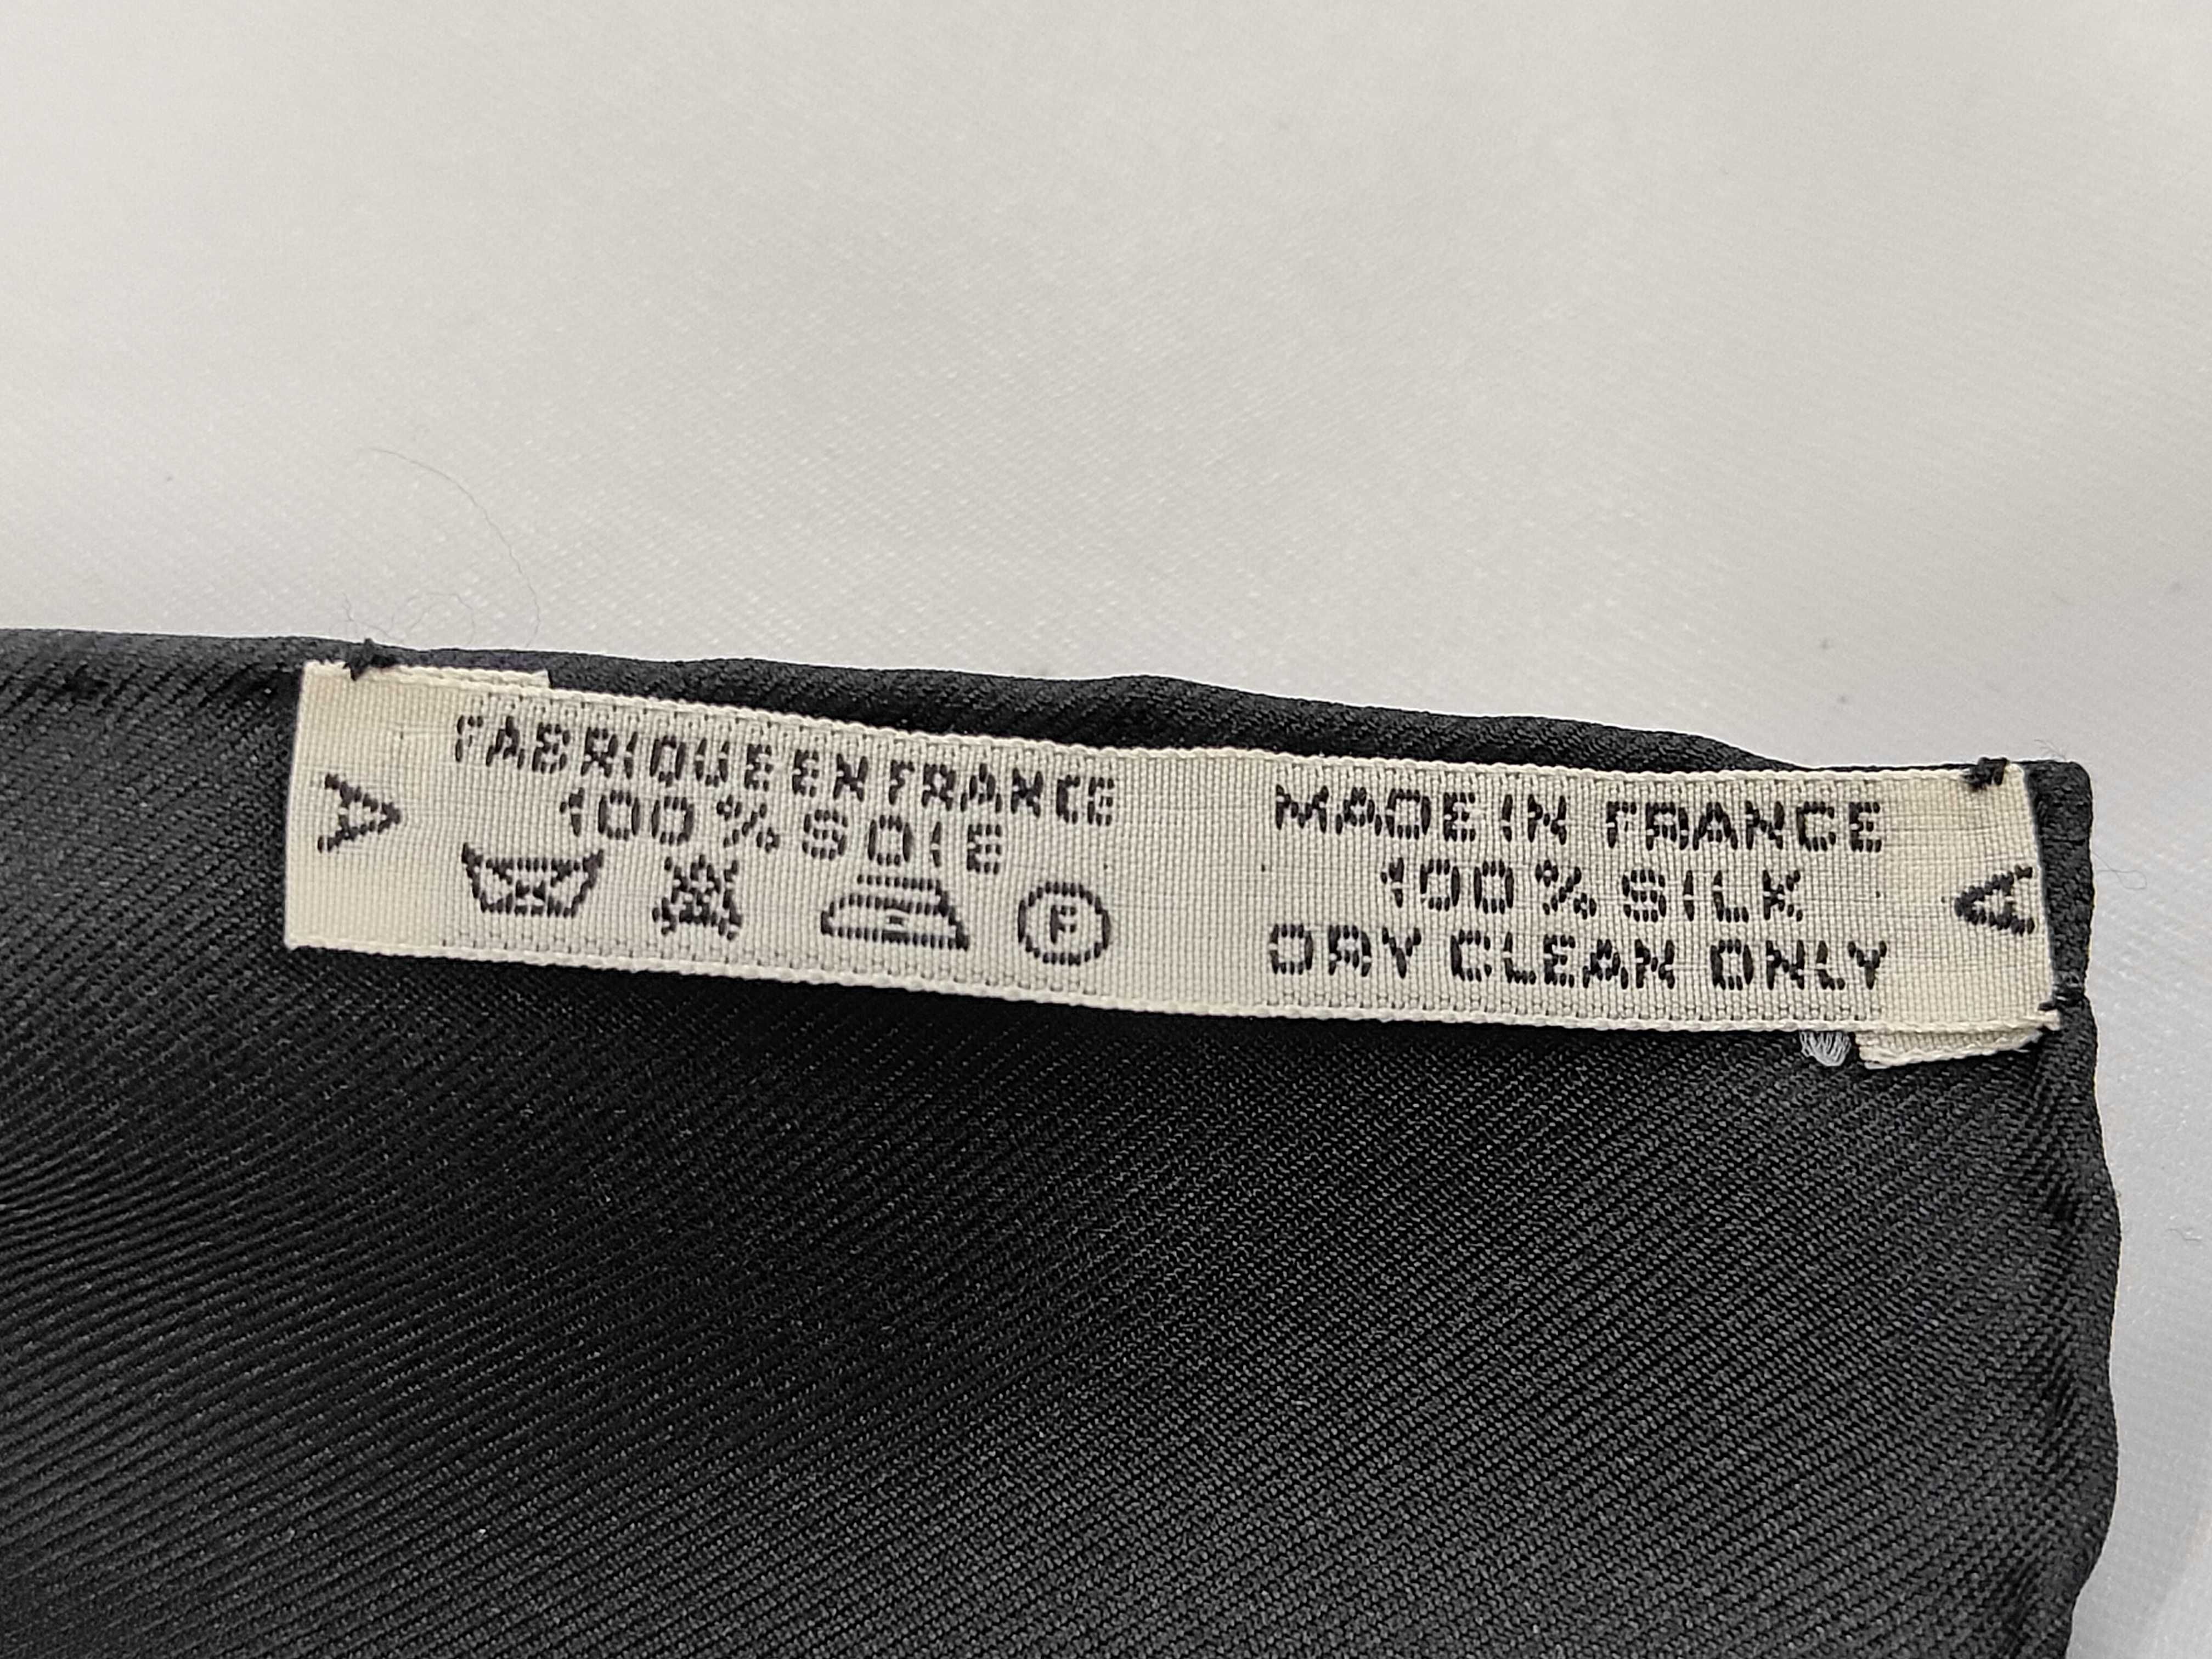 A
FABRIQUE EN FRANCE
100% SOIE
F
MADE IN FRANCE
100% SILK
DRY CLEAN ONLY
A